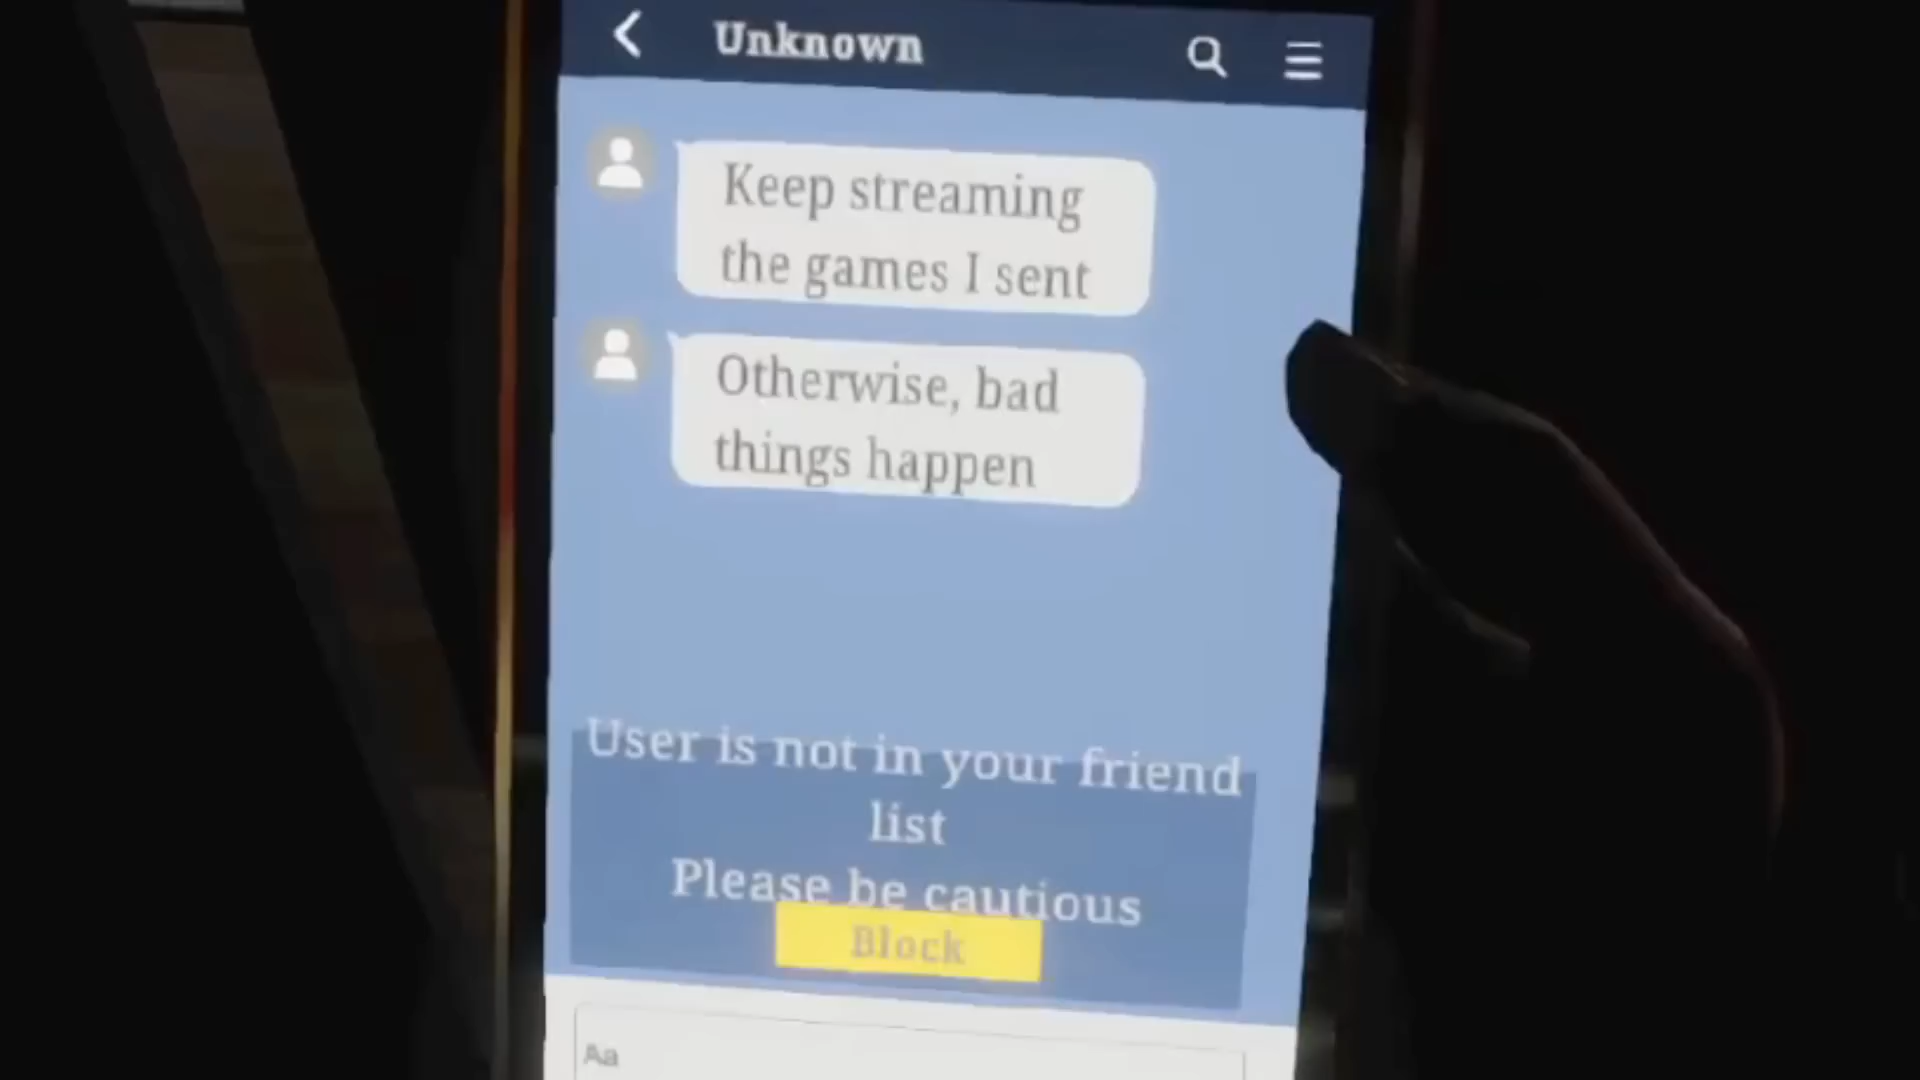 Unknown
Keep streaming
the games I sent
Otherwise, bad
things happen
User is not in your friend
list
Please be cautious
Block
Aa